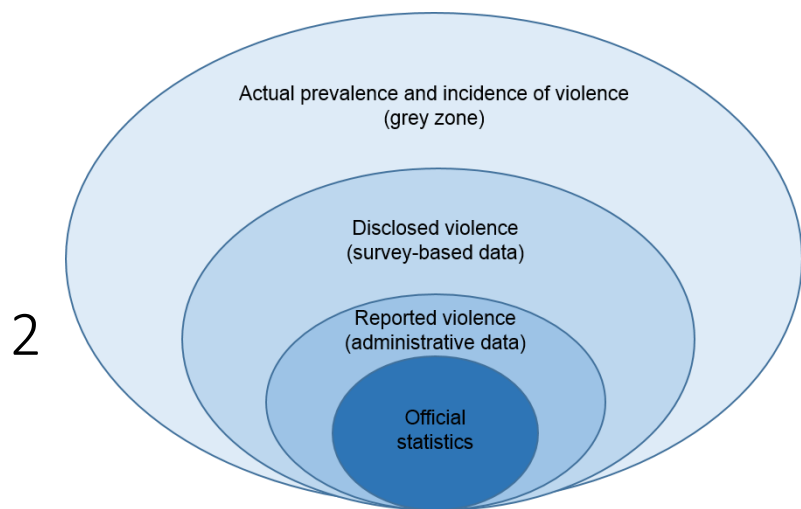 Actual prevalence and incidence of violence
(grey zone)
Disclosed violence
(survey-based data)
2
Reported violence
(administrative data)
Official
statistics